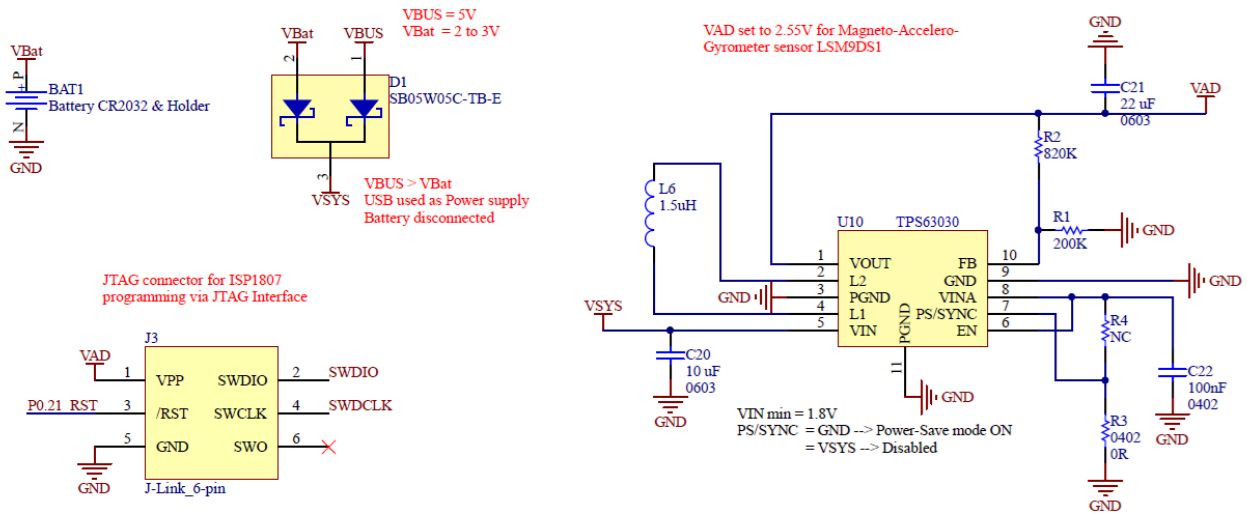 VBat
P
+
BAT1
Battery CR2032 & Holder
N
GND
VBUS = 5V
VBat = 2 to 3V
VBat
VBUS
2
1
D1
SB05W05C-TB-E
3
VSYS
VBUS > VBat
USB used as Power supply
Battery disconnected
JTAG connector for ISP1807
programming via JTAG Interface
J3
VAD
1
VPP
SWDIO
2
SWDIO
P0.21_RST
3
/RST
SWCLK
4
SWDCLK
5
GND
SWO
6
GND
J-Link_6-pin
VAD set to 2.55V for Magneto-Accelero-
Gyrometer sensor LSM9DS1
GND
C21
22 uF
0603
VAD
R2
820K
L6
1.5uH
R1
200K
GND
U10
TPS63030
1
VOUT
FB
10
2
L2
GND
9
GND
GND
3
PGND
VINA
8
4
L1
PS/SYNC
7
VSYS
5
VIN
EN
6
PGND
11
GND
C20
10 uF
0603
GND
R4
NC
C22
100nF
0402
GND
R3
0402
0R
GND
VIN min = 1.8V
PS/SYNC = GND --> Power-Save mode ON
= VSYS --> Disabled